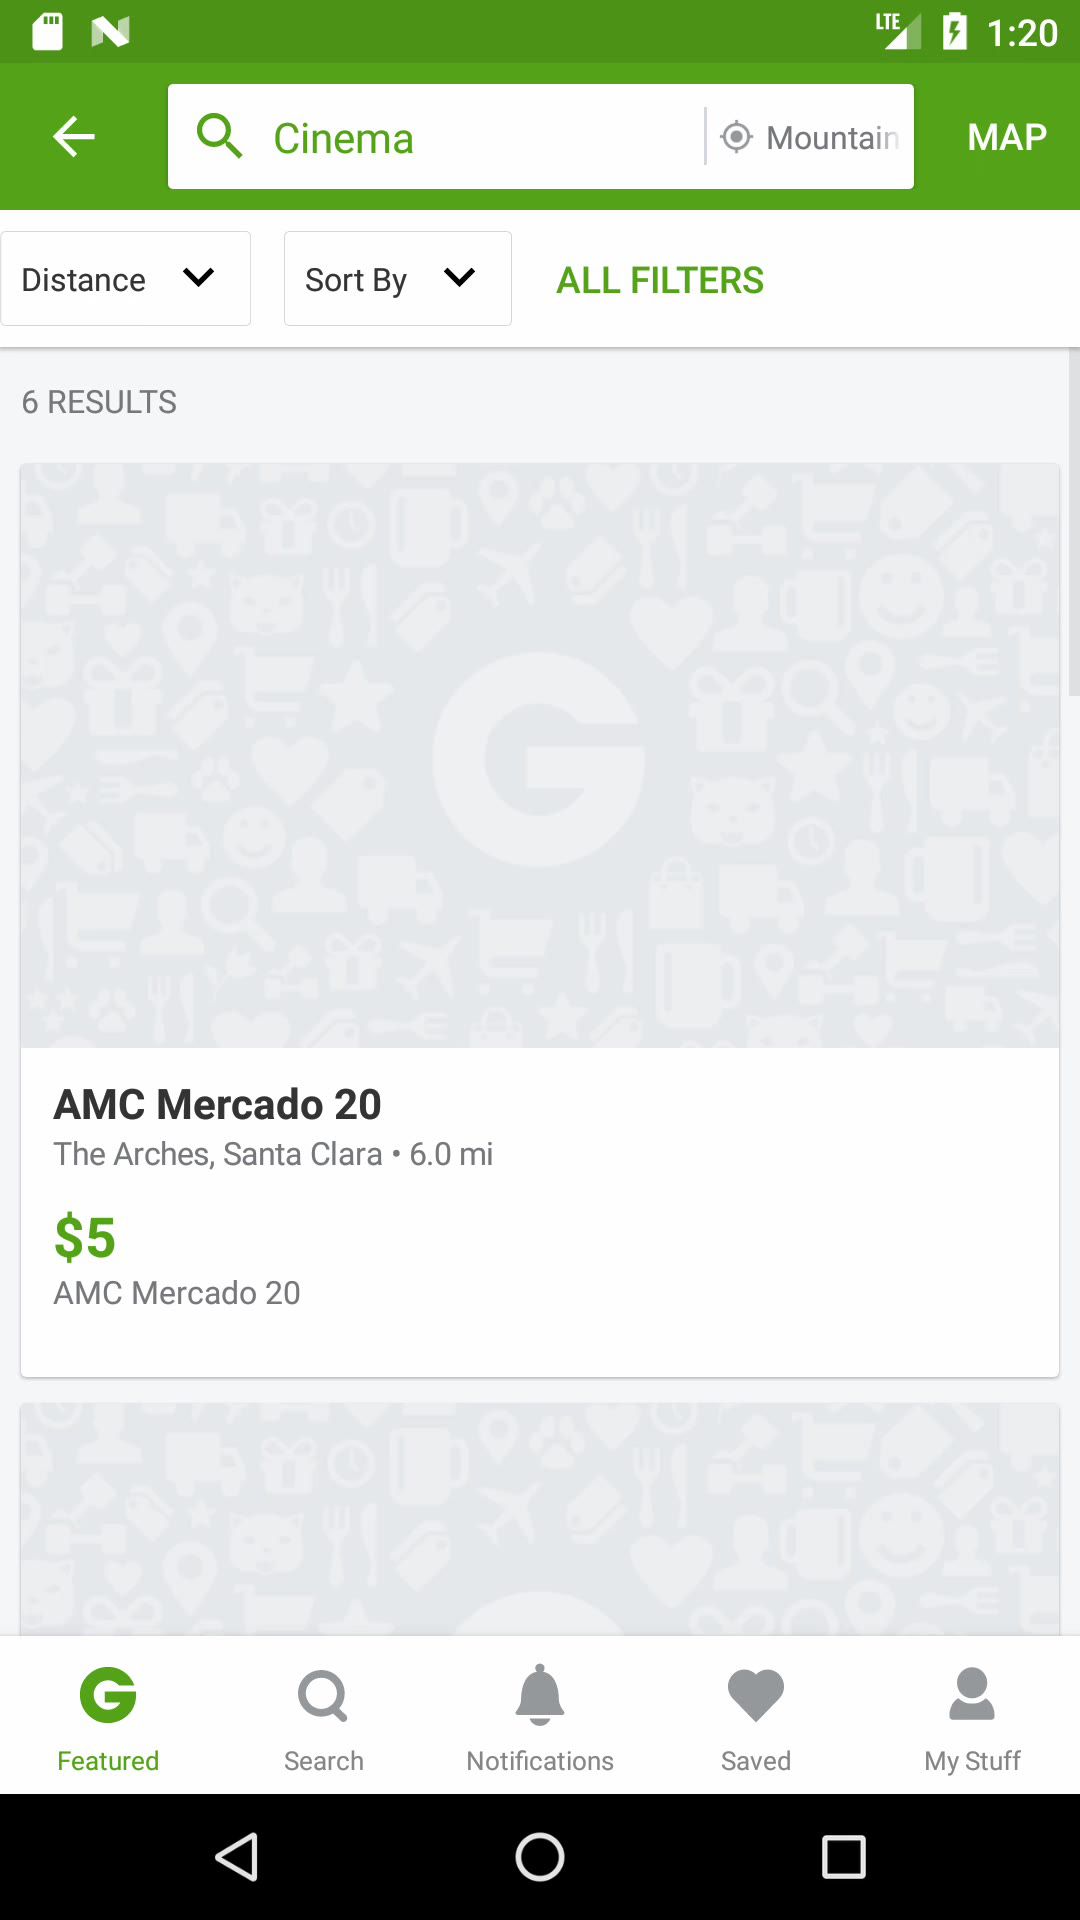 LTE 1:20
Cinema Mountain MAP
Distance Sort By ALL FILTERS
6 RESULTS
G
AMC Mercado 20
The Arches, Santa Clara • 6.0 mi
$5
AMC Mercado 20
G
Featured Search Notifications Saved My Stuff